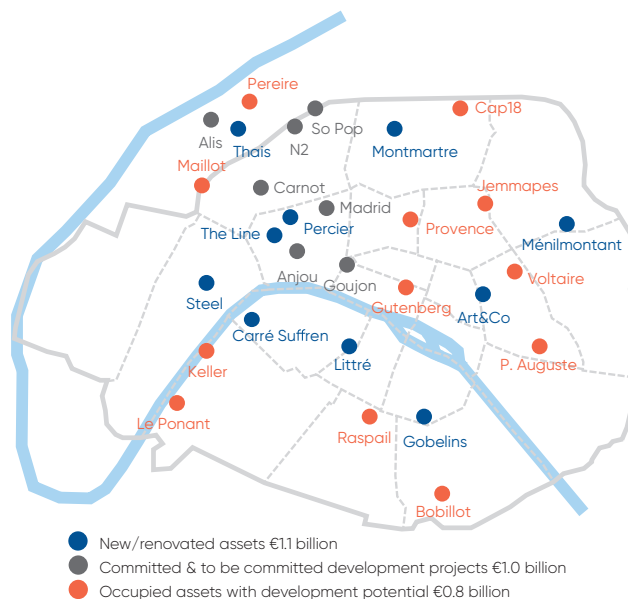 Pereire
Cap18
So Pop
Alis
Thais
N2
Montmartre
Maillot
Carnot
Jemmapes
Madrid
Percier
Provence
The Line
Ménilmontant
Anjou
Goujon
Voltaire
Steel
Gutenberg
Art&Co
Carré Suffren
Littré
Keller
P. Auguste
Le Ponant
Raspail
Gobelins
Bobillot
New/renovated assets €1.1 billion
Committed & to be committed development projects €1.0 billion
Occupied assets with development potential €0.8 billion